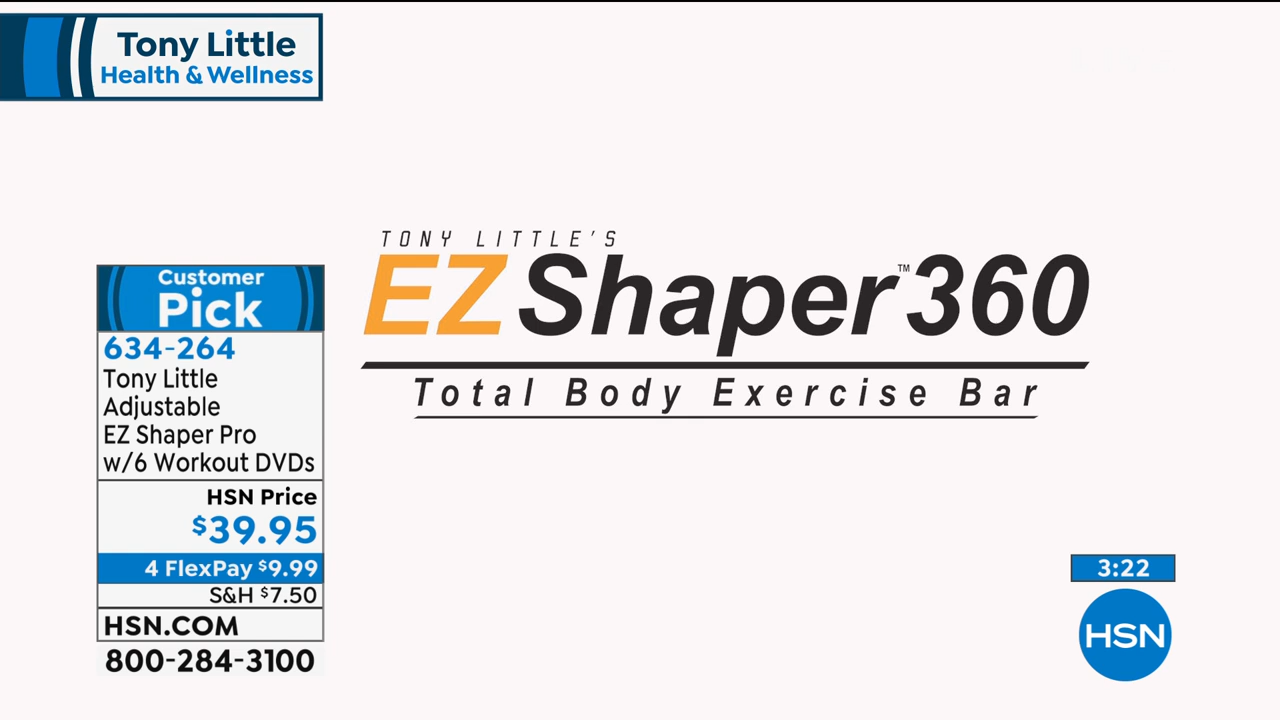 Tony Little
Health & Wellness
TONY LITTLE'S
EZ Shaper™ 360
Total Body Exercise Bar
Customer
Pick
634-264
Tony Little
Adjustable
EZ Shaper Pro
w/6 Workout DVDs
HSN Price
$39.95
4 FlexPay $9.99
S&H $7.50
HSN.COM
800-284-3100
3:22
HSN